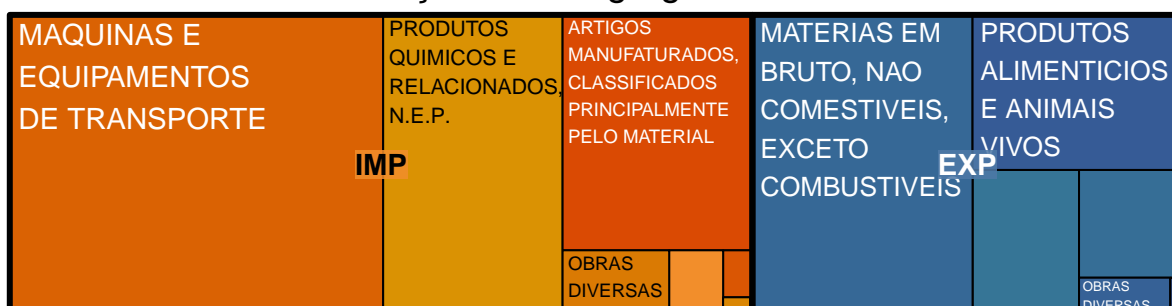 MAQUINAS E
EQUIPAMENTOS
DE TRANSPORTE
PRODUTOS
QUIMICOS E
RELACIONADOS,
N.E.P.
ARTIGOS
MANUFATURADOS,
CLASSIFICADOS
PRINCIPALMENTE
PELO MATERIAL
OBRAS
DIVERSAS
IMP
MATERIAS EM
BRUTO, NAO
COMESTIVEIS,
EXCETO
COMBUSTIVEIS
PRODUTOS
ALIMENTICIOS
E ANIMAIS
VIVOS
EXP
OBRAS
DIVERSAS